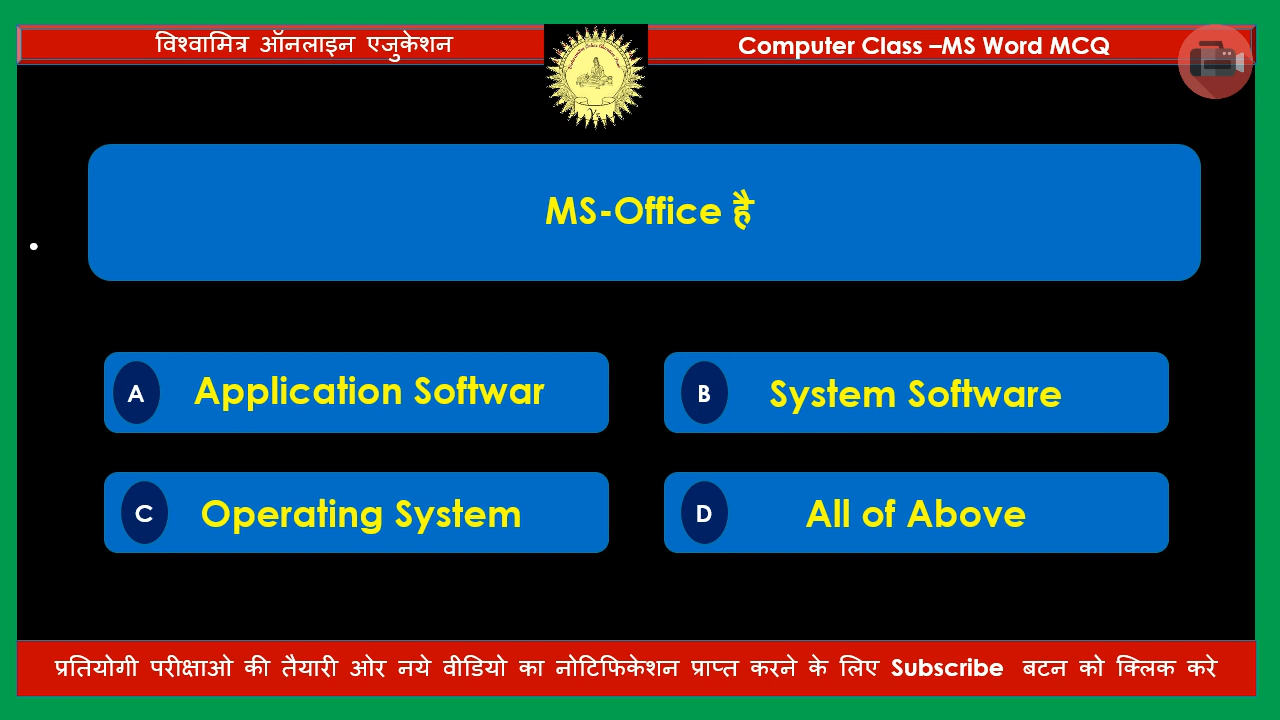 विश्वामित्र ऑनलाइन एजुकेशन
Computer Class –MS Word MCQ
MS-Office है
A Application Softwar
B System Software
C Operating System
D All of Above
प्रतियोगी परीक्षाओ की तैयारी ओर नये वीडियो का नोटिफिकेशन प्राप्त करने के लिए Subscribe बटन को क्लिक करे